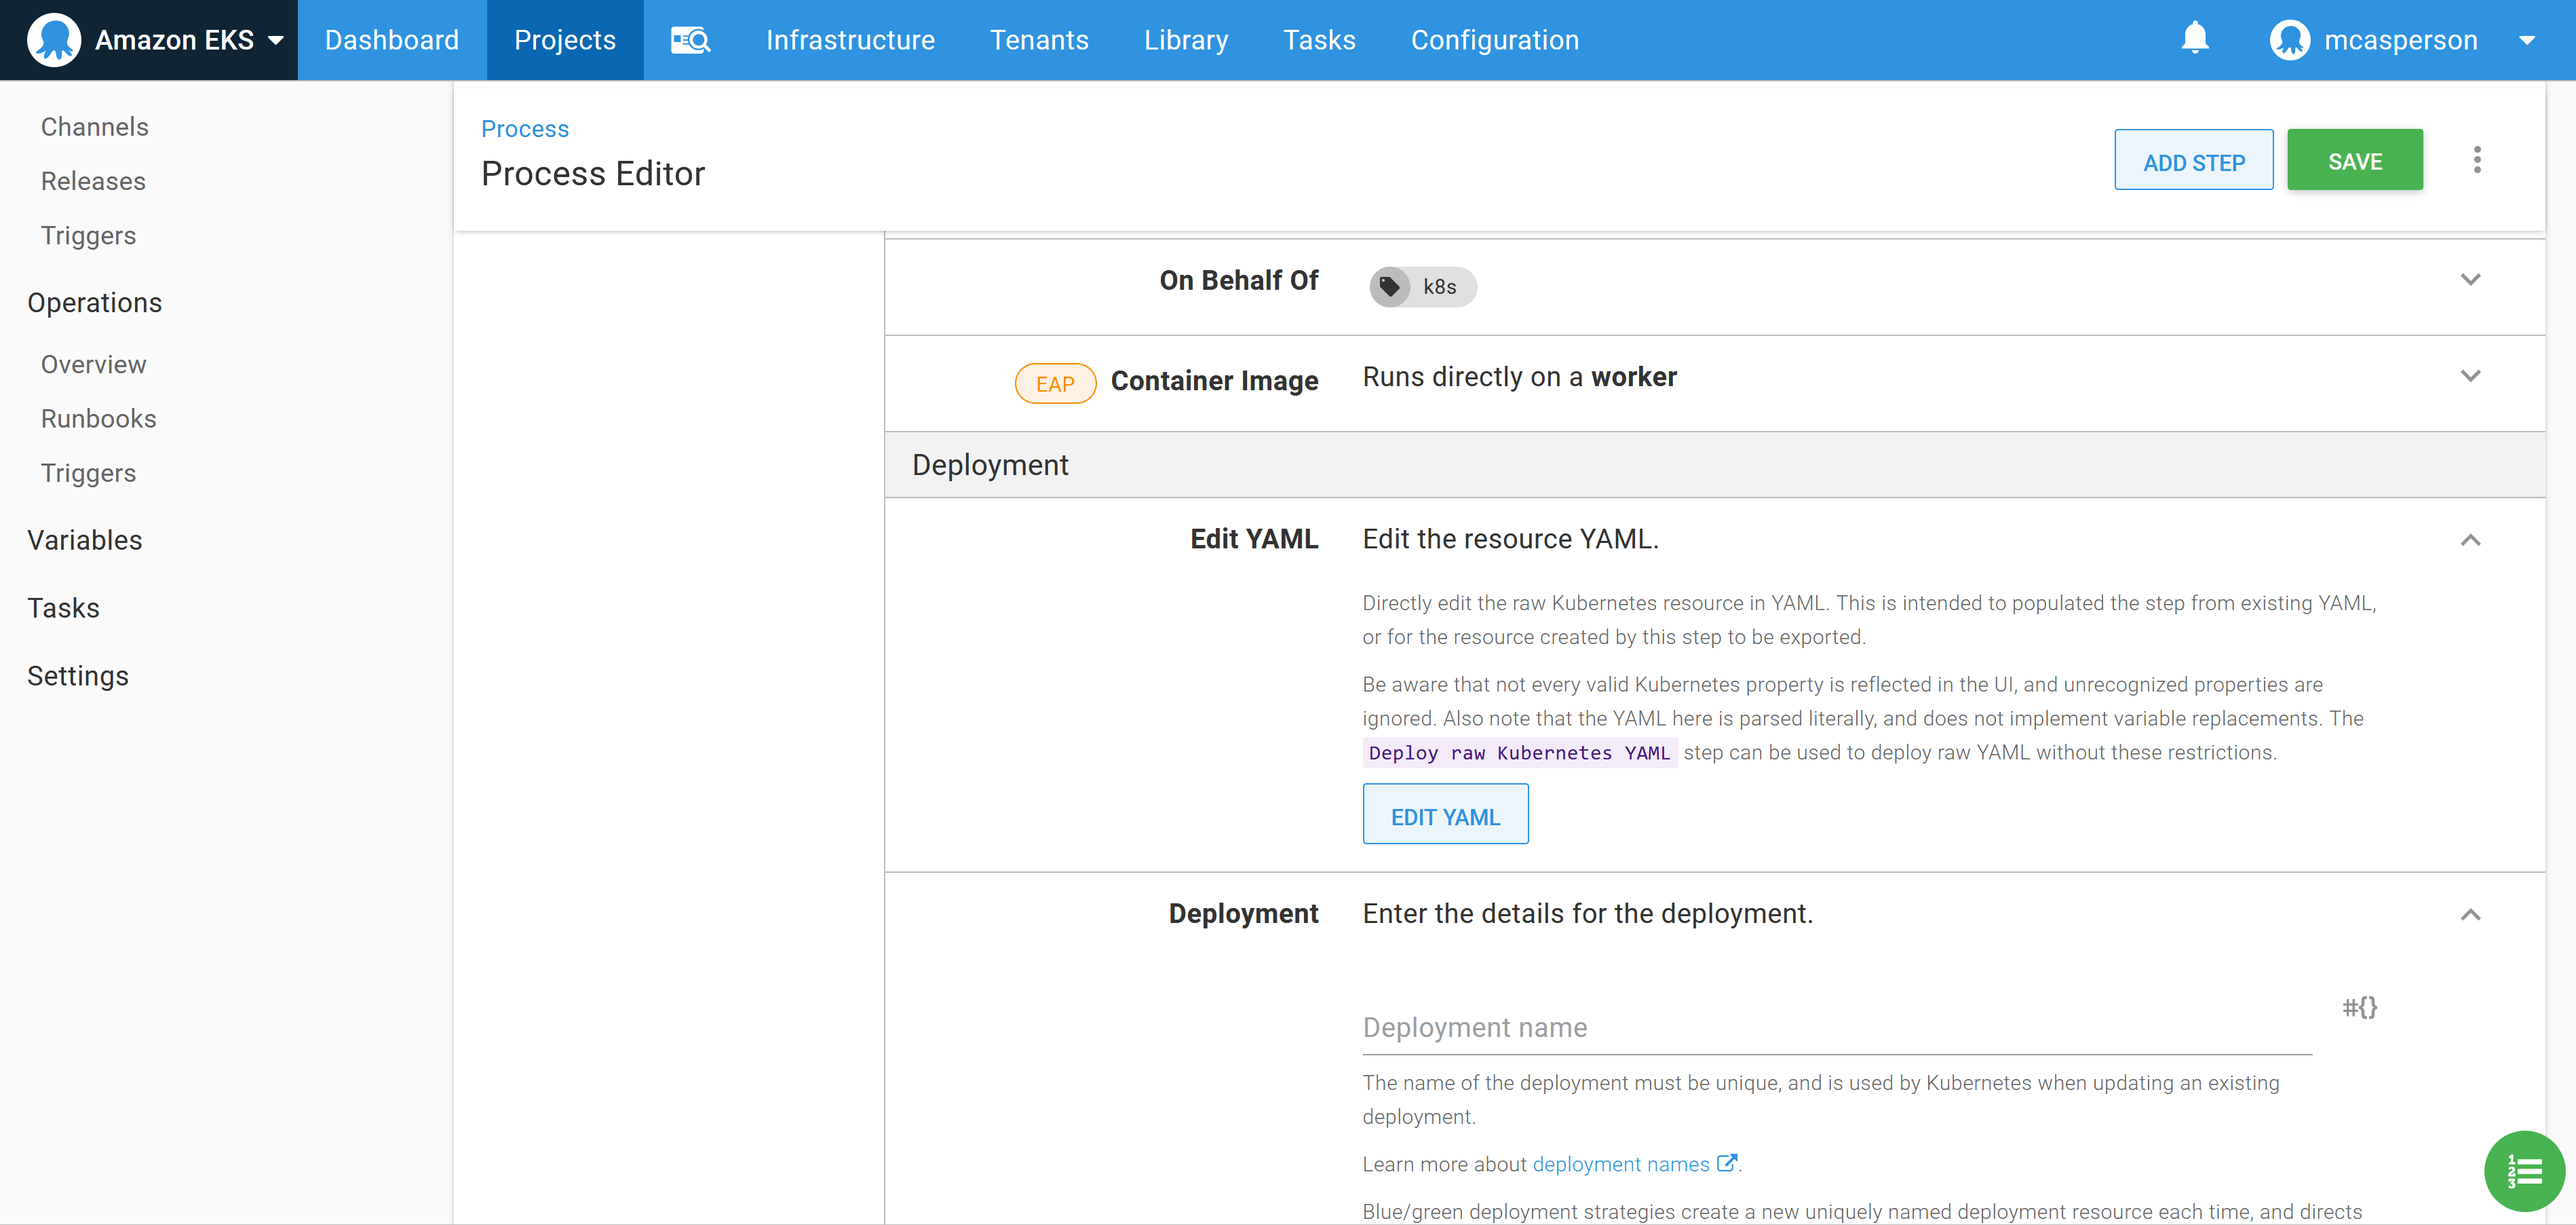 Amazon EKS
Dashboard
Projects
Infrastructure
Tenants
Library
Tasks
Configuration
mcasperson
Channels
Releases
Triggers
Operations
Overview
Runbooks
Triggers
Variables
Tasks
Settings
Process
Process Editor
ADD STEP
SAVE
On Behalf Of
k8s
EAP
Container Image
Runs directly on a worker
Deployment
Edit YAML
Edit the resource YAML.
Directly edit the raw Kubernetes resource in YAML. This is intended to populated the step from existing YAML,
or for the resource created by this step to be exported.
Be aware that not every valid Kubernetes property is reflected in the UI, and unrecognized properties are
ignored. Also note that the YAML here is parsed literally, and does not implement variable replacements. The
Deploy raw Kubernetes YAML step can be used to deploy raw YAML without these restrictions.
EDIT YAML
Deployment
Enter the details for the deployment.
Deployment name
#{}
The name of the deployment must be unique, and is used by Kubernetes when updating an existing
deployment.
Learn more about deployment names.
Blue/green deployment strategies create a new uniquely named deployment resource each time, and directs
1
2
3